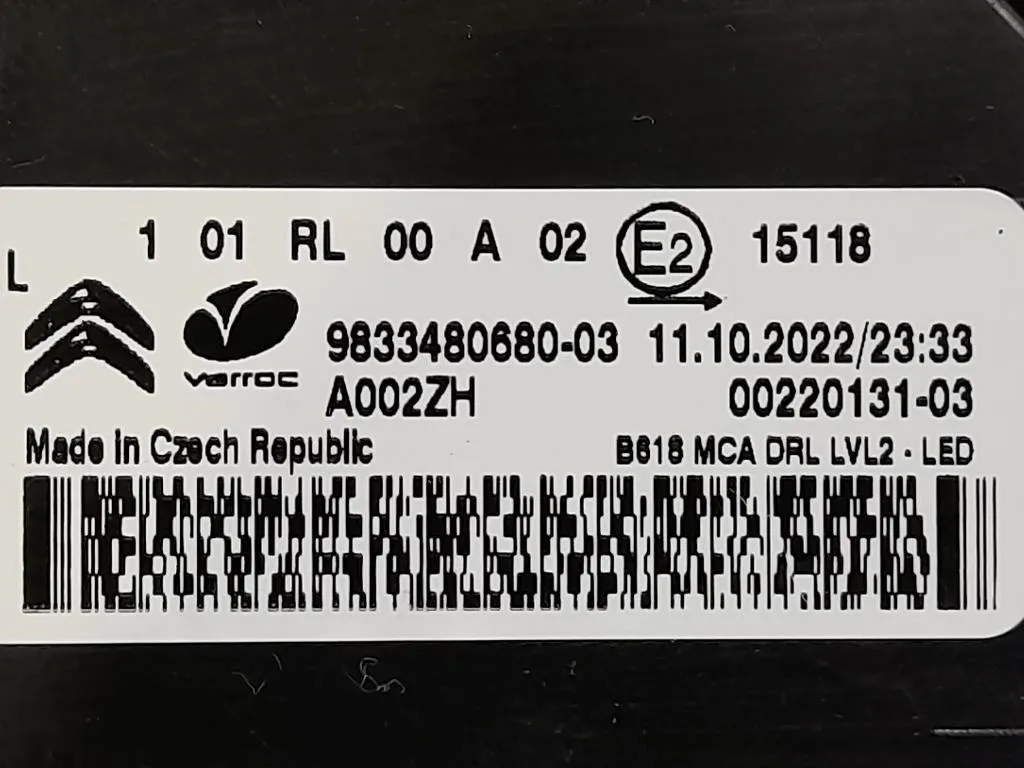 L 1 01 RL 00 A 02 E2 15118
varroc
9833480680-03 11.10.2022/23:33
A002ZH 00220131-03
Made in Czech Republic B618 MCA DRL LVL2 - LED